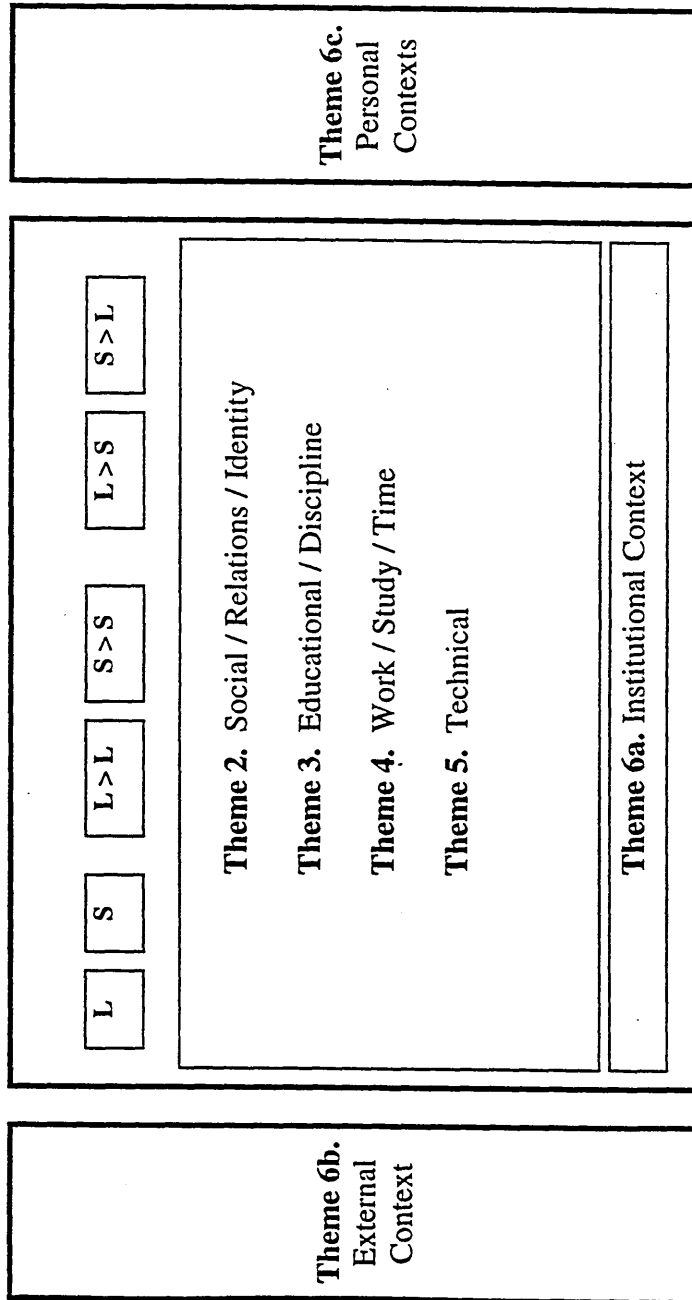 Theme 6b.
External
Context
L S L > L S > S L > S S > L
Theme 2. Social / Relations / Identity
Theme 3. Educational / Discipline
Theme 4. Work / Study / Time
Theme 5. Technical
Theme 6a. Institutional Context
Theme 6c.
Personal
Contexts